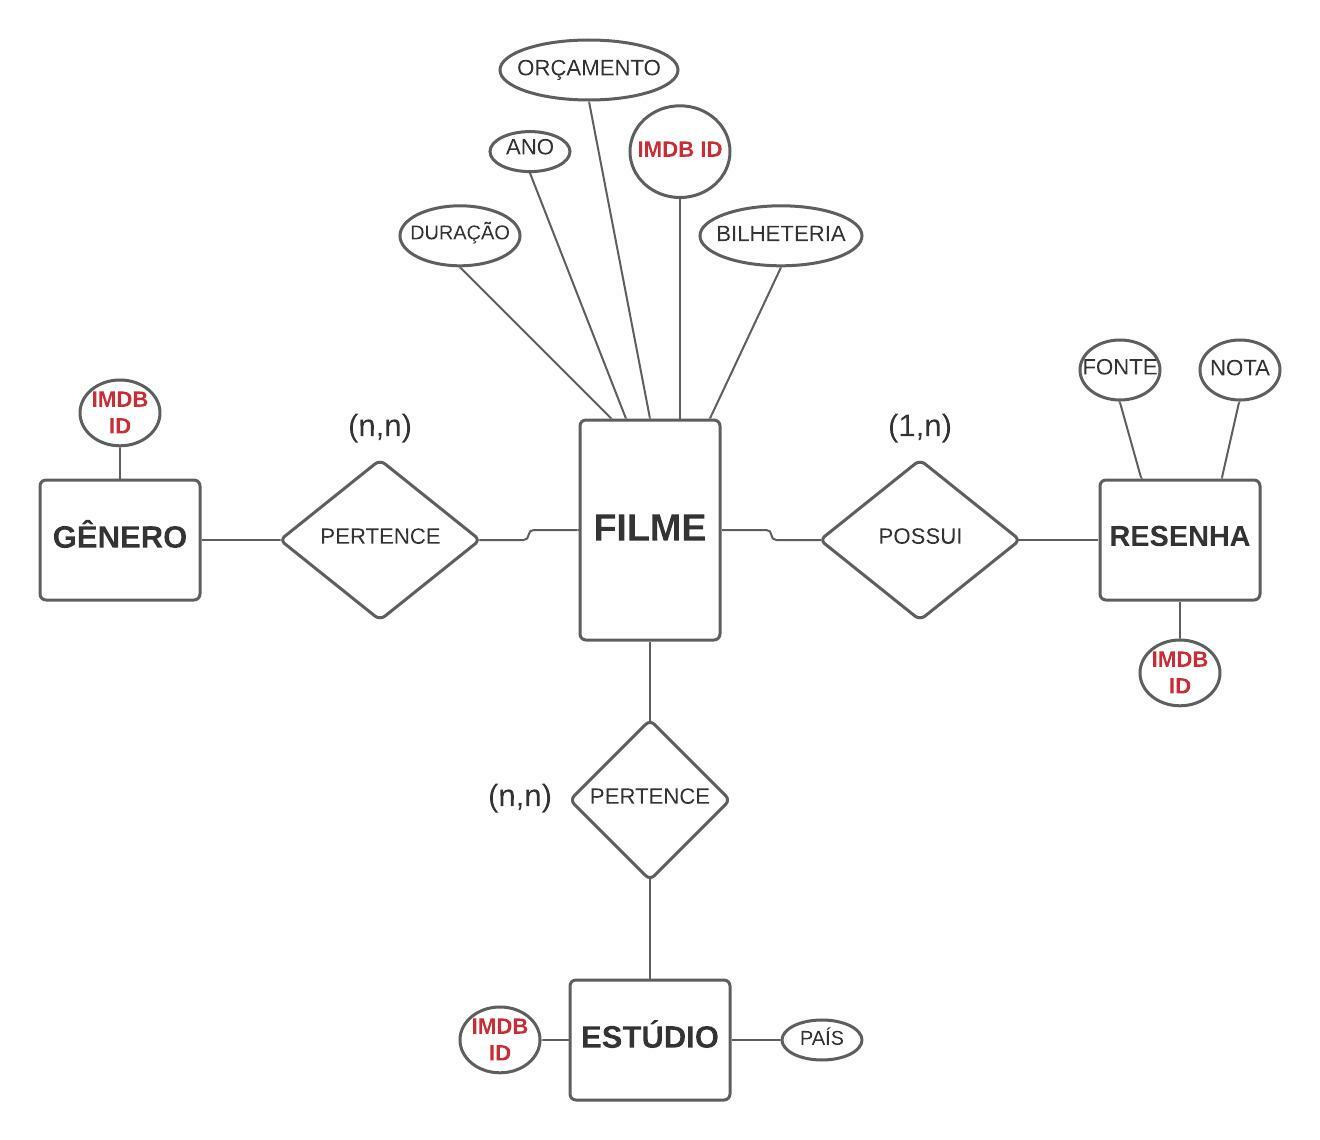 ORÇAMENTO
ANO
IMDB ID
DURAÇÃO
BILHETERIA
FONTE
NOTA
IMDB
ID
(n,n)
(1,n)
GÊNERO
PERTENCE
FILME
POSSUI
RESENHA
IMDB
ID
(n,n)
PERTENCE
IMDB
ID
ESTÚDIO
PAÍS